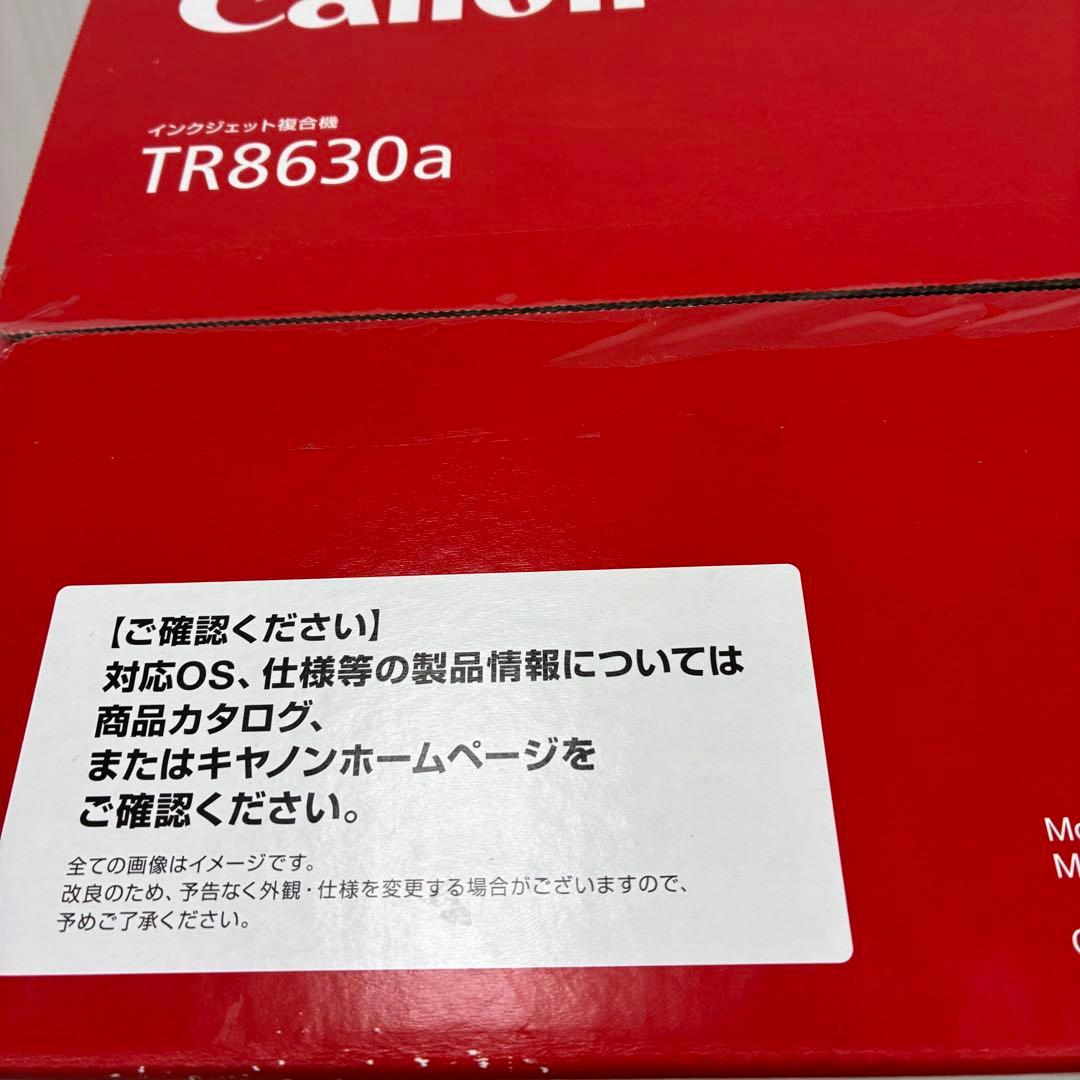 Canon
インクジェット複合機
TR8630a
【ご確認ください】
対応OS、仕様等の製品情報については
商品カタログ、
またはキヤノンホームページを
ご確認ください。
全ての画像はイメージです。
改良のため、予告なく外観・仕様を変更する場合がございますので、
予めご了承ください。